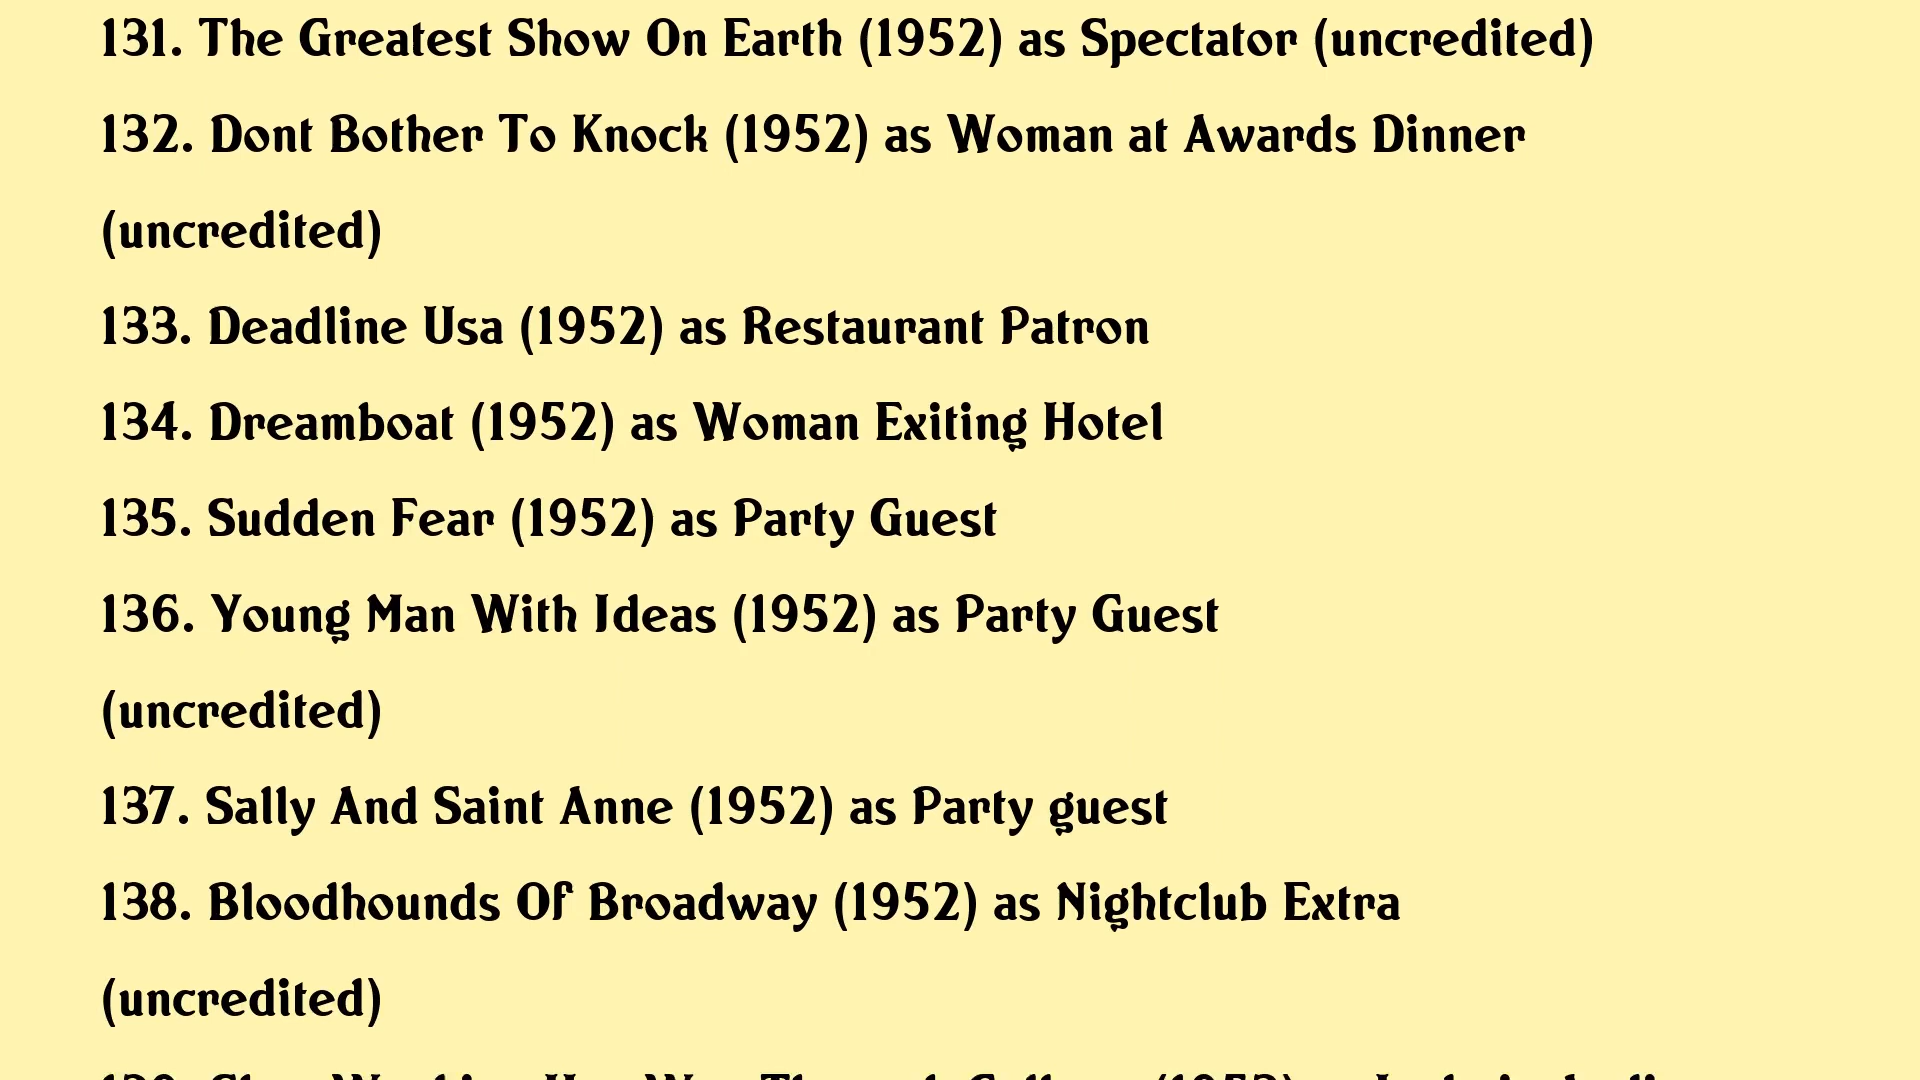 131. The Greatest Show On Earth (1952) as Spectator (uncredited)
132. Dont Bother To Knock (1952) as Woman at Awards Dinner
(uncredited)
133. Deadline Usa (1952) as Restaurant Patron
134. Dreamboat (1952) as Woman Exiting Hotel
135. Sudden Fear (1952) as Party Guest
136. Young Man With Ideas (1952) as Party Guest
(uncredited)
137. Sally And Saint Anne (1952) as Party guest
138. Bloodhounds Of Broadway (1952) as Nightclub Extra
(uncredited)